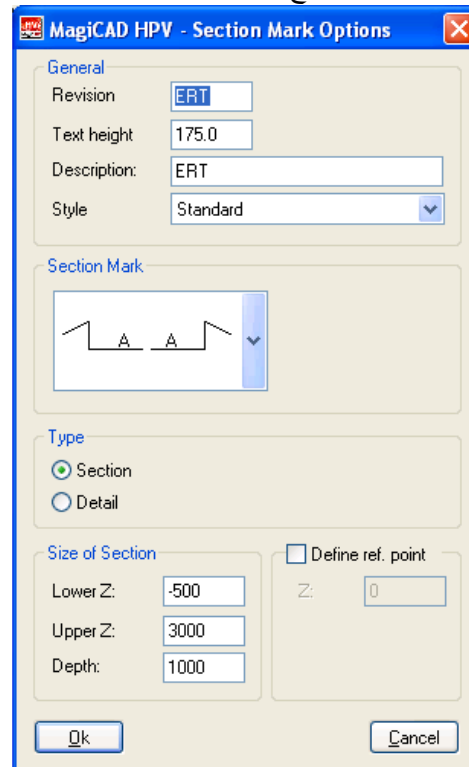 MagiCAD HPV - Section Mark Options
General
Revision ERT
Text height 175.0
Description: ERT
Style Standard
Section Mark
A A
Type
Section
Detail
Size of Section
Lower Z: -500
Upper Z: 3000
Depth: 1000
Define ref. point
Z: 0
Ok Cancel